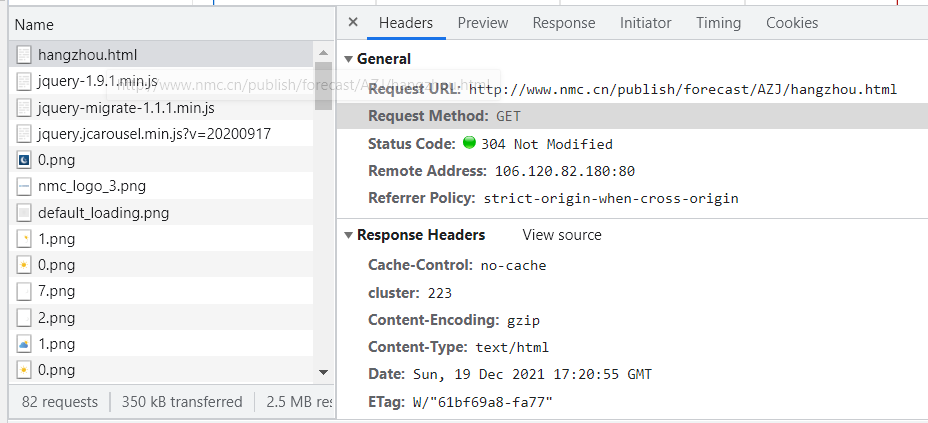 Name
hangzhou.html
jquery-1.9.1.min.js
http://www.nmc.cn/publish/forecast/AZJ/hangzhou.html
jquery-migrate-1.1.1.min.js
jquery.jcarousel.min.js?v=20200917
0.png
nmc_logo_3.png
default_loading.png
1.png
0.png
7.png
2.png
1.png
0.png
82 requests 350 kB transferred 2.5 MB res
× Headers Preview Response Initiator Timing Cookies
General
Request URL: http://www.nmc.cn/publish/forecast/AZJ/hangzhou.html
Request Method: GET
Status Code: 304 Not Modified
Remote Address: 106.120.82.180:80
Referrer Policy: strict-origin-when-cross-origin
Response Headers View source
Cache-Control: no-cache
cluster: 223
Content-Encoding: gzip
Content-Type: text/html
Date: Sun, 19 Dec 2021 17:20:55 GMT
ETag: W/"61bf69a8-fa77"